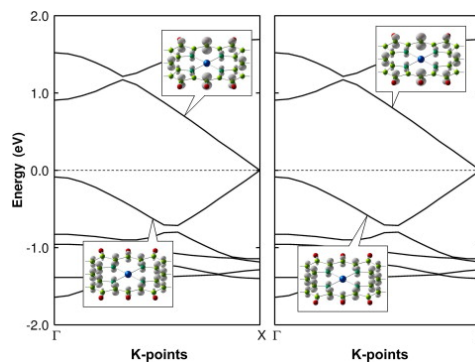 2.0
1.0
0.0
-1.0
-2.0
Energy (eV)
Γ
X
Γ
K-points
K-points